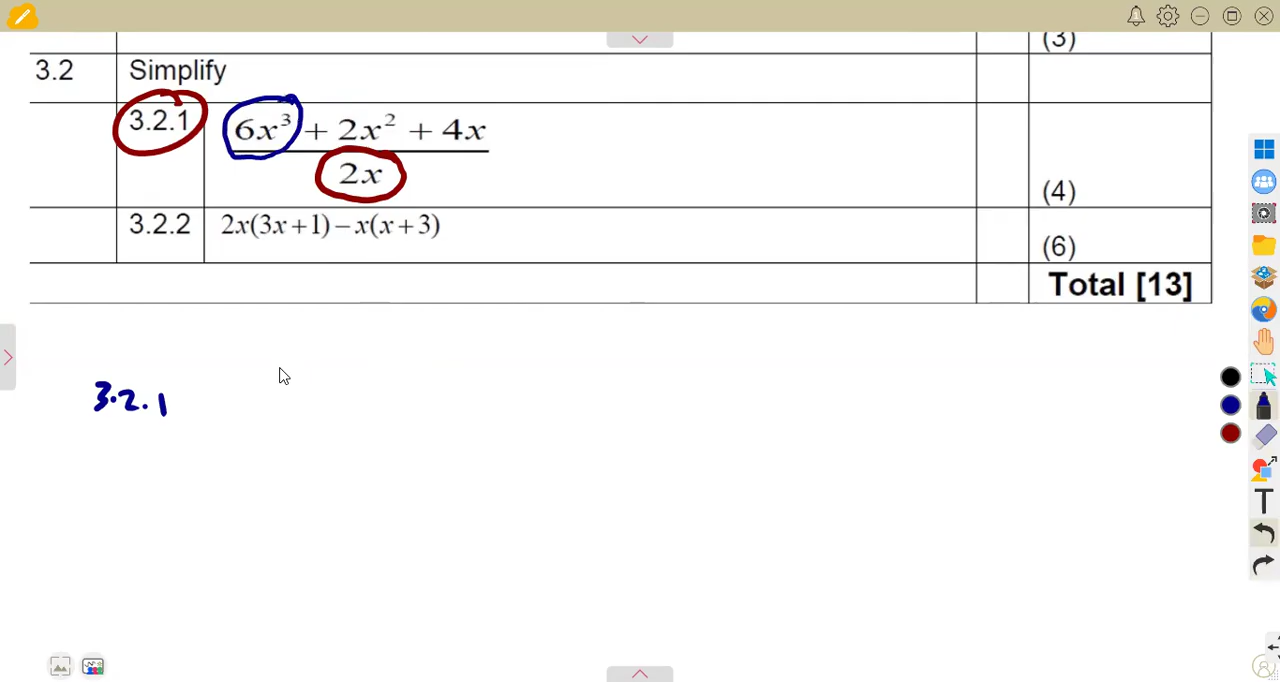 (3)
3.2 Simplify
3.2.1 6x³ + 2x² + 4x
2x
(4)
3.2.2 2x(3x+1) – x(x+3)
(6)
Total [13]
3.2.1
T